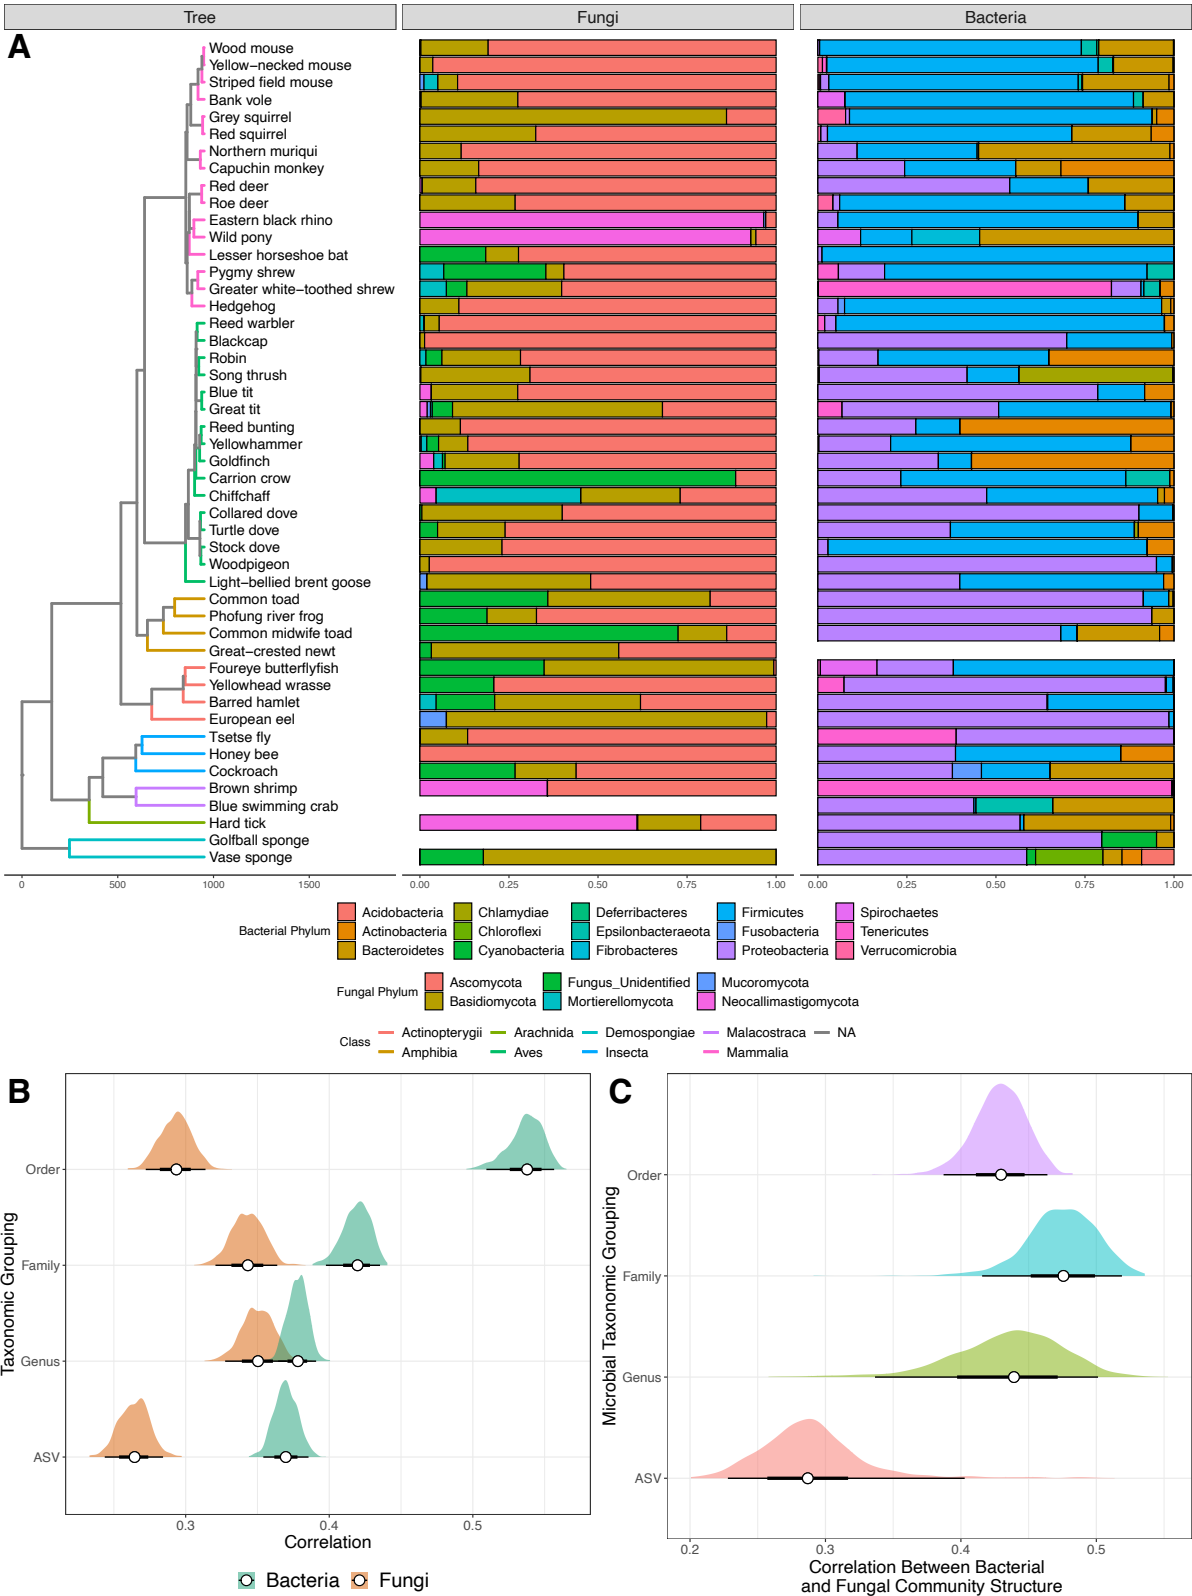 Tree Fungi Bacteria
A
Wood mouse
Yellow−necked mouse
Striped field mouse
Bank vole
Grey squirrel
Red squirrel
Northern muriqui
Capuchin monkey
Red deer
Roe deer
Eastern black rhino
Wild pony
Lesser horseshoe bat
Pygmy shrew
Greater white−toothed shrew
Hedgehog
Reed warbler
Blackcap
Robin
Song thrush
Blue tit
Great tit
Reed bunting
Yellowhammer
Goldfinch
Carrion crow
Chiffchaff
Collared dove
Turtle dove
Stock dove
Woodpigeon
Light−bellied brent goose
Common toad
Phofung river frog
Common midwife toad
Great−crested newt
Foureye butterflyfish
Yellowhead wrasse
Barred hamlet
European eel
Tsetse fly
Honey bee
Cockroach
Brown shrimp
Blue swimming crab
Hard tick
Golfball sponge
Vase sponge
0 500 1000 1500 0.00 0.25 0.50 0.75 1.00 0.00 0.25 0.50 0.75 1.00
Acidobacteria Chlamydiae Deferribacteres Firmicutes Spirochaetes
Bacterial Phylum Actinobacteria Chloroflexi Epsilonbacteraeota Fusobacteria Tenericutes
Bacteroidetes Cyanobacteria Fibrobacteres Proteobacteria Verrucomicrobia
Ascomycota Fungus_Unidentified Mucoromycota
Fungal Phylum
Basidiomycota Mortierellomycota Neocallimastigomycota
Actinopterygii Arachnida Demospongiae Malacostraca NA
Class
Amphibia Aves Insecta Mammalia
B
Taxonomic Grouping
Order
Family
Genus
ASV
0.3 0.4 0.5
Correlation
Bacteria Fungi
C
Microbial Taxonomic Grouping
Order
Family
Genus
ASV
0.2 0.3 0.4 0.5
Correlation Between Bacterial
and Fungal Community Structure